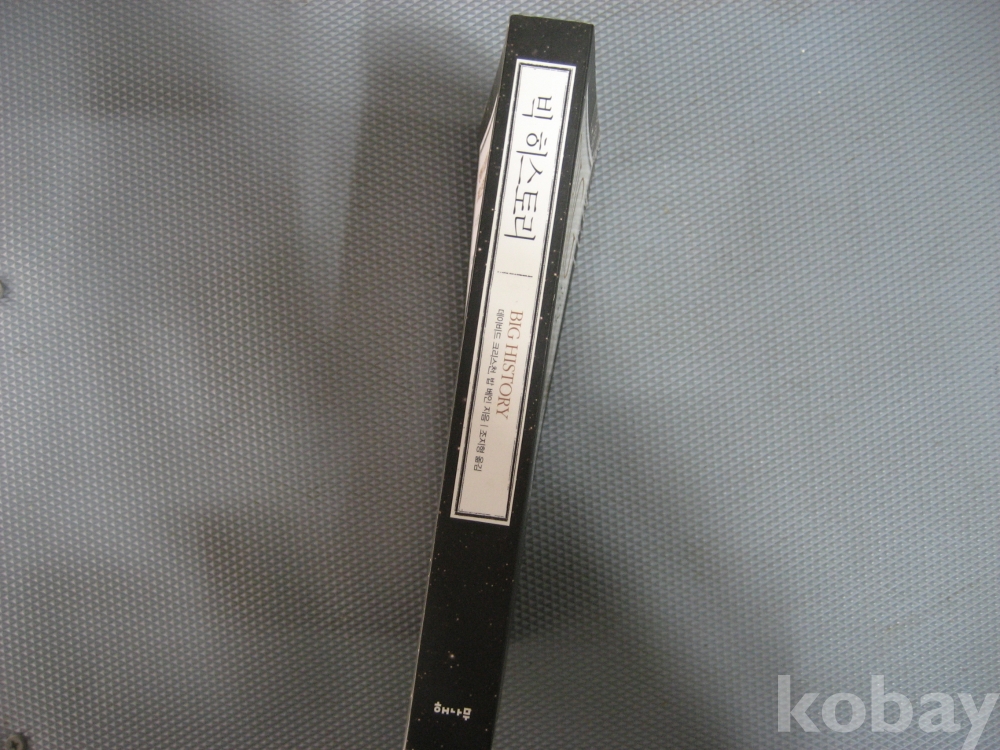 빅 히스토리
BIG HISTORY
데이비드 크리스천, 밥 베인 지음 | 조지형 옮김
해나무
kobay